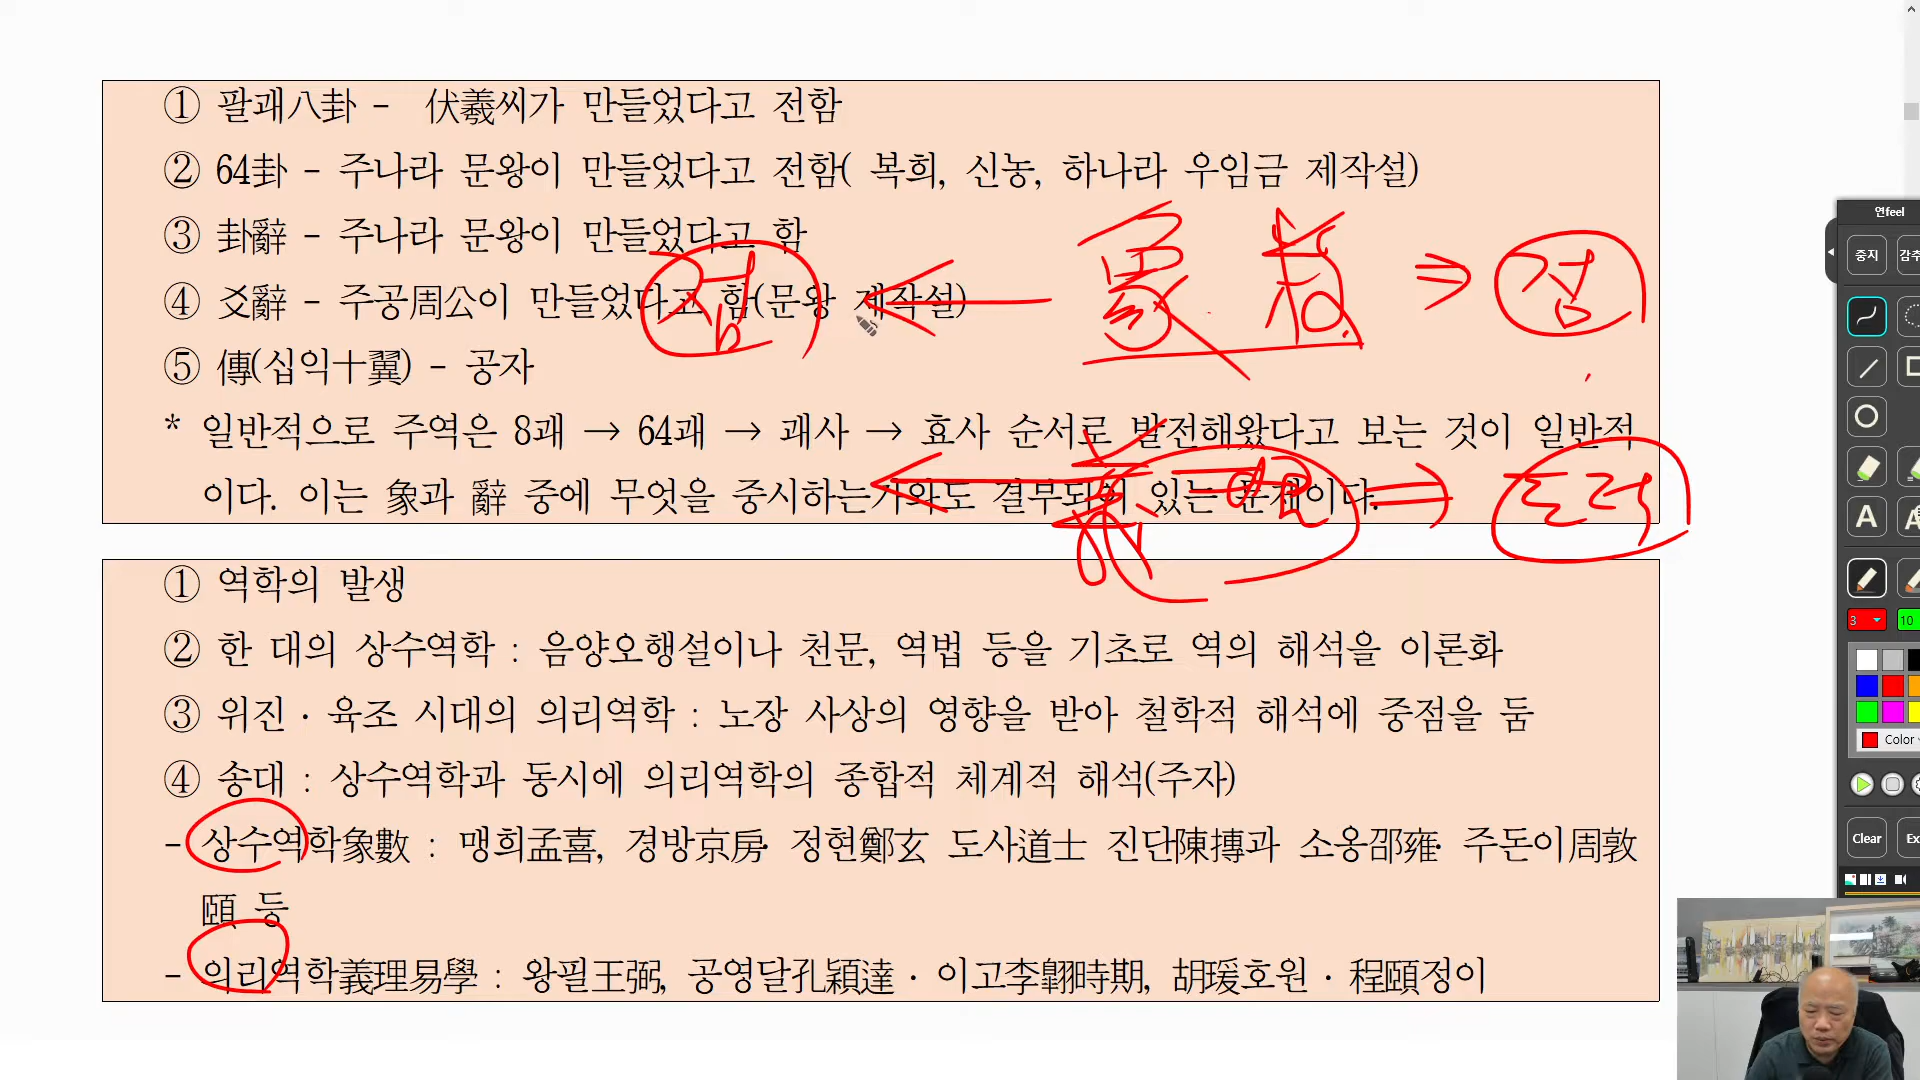 ① 팔괘八卦 - 伏羲씨가 만들었다고 전함
② 64卦 - 주나라 문왕이 만들었다고 전함( 복희, 신농, 하나라 우임금 제작설)
③ 卦辭 - 주나라 문왕이 만들었다고 함
④ 爻辭 - 주공周公이 만들었다고 함(문왕 제작설)
점
象
점
⑤ 傳(십익十翼) - 공자
* 일반적으로 주역은 8괘 → 64괘 → 괘사 → 효사 순서로 발전해왔다고 보는 것이 일반적
이다. 이는 象과 辭 중에 무엇을 중시하는가와도 결부되어 있는 문제이다.
도덕
① 역학의 발생
② 한 대의 상수역학 : 음양오행설이나 천문, 역법 등을 기초로 역의 해석을 이론화
③ 위진 · 육조 시대의 의리역학 : 노장 사상의 영향을 받아 철학적 해석에 중점을 둠
④ 송대 : 상수역학과 동시에 의리역학의 종합적 체계적 해석(주자)
- 상수역학象數 : 맹희孟喜, 경방京房· 정현鄭玄 도사道士 진단陳摶과 소옹邵雍· 주돈이周敦
頤 등
- 의리역학義理易學 : 왕필王弼, 공영달孔穎達 · 이고李翶時期, 胡瑗호원 · 程頤정이
연feel
중지
감추
A
3
10
Color
Clear
Ex